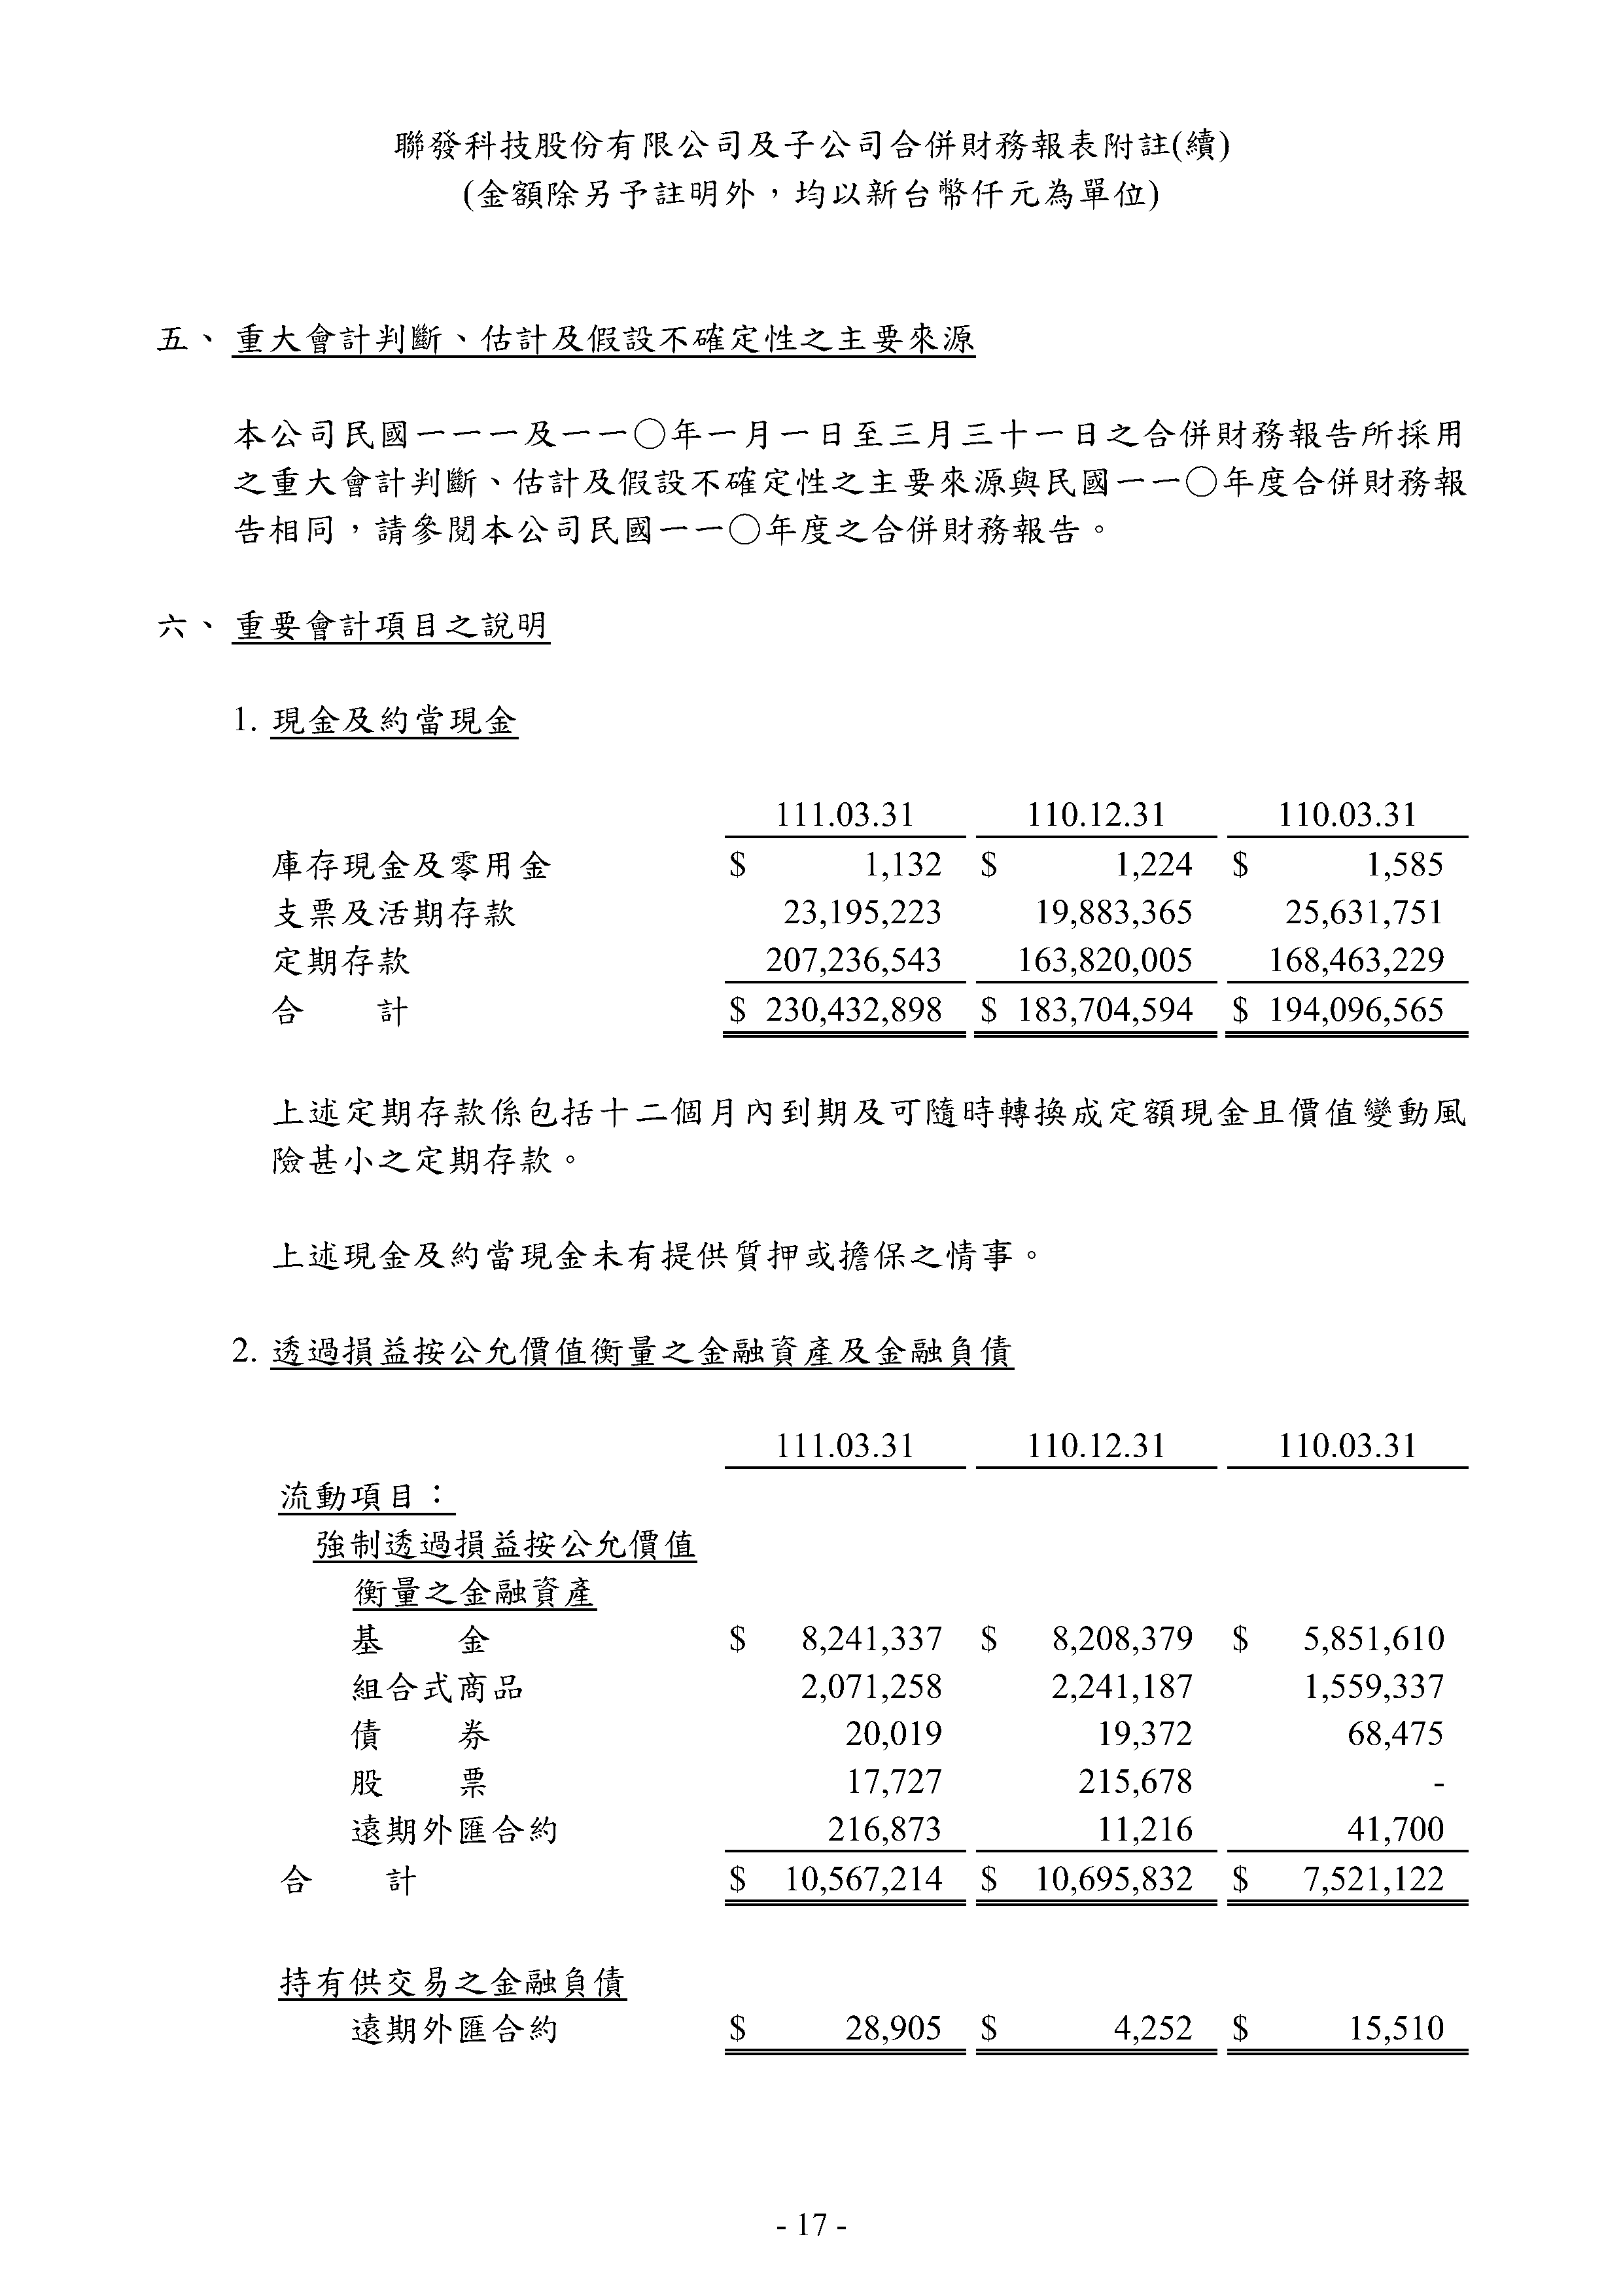 聯發科技股份有限公司及子公司合併財務報表附註(續)
(金額除另予註明外，均以新台幣仟元為單位)
五、重大會計判斷、估計及假設不確定性之主要來源
本公司民國一一一及一一○年一月一日至三月三十一日之合併財務報告所採用
之重大會計判斷、估計及假設不確定性之主要來源與民國一一○年度合併財務報
告相同，請參閱本公司民國一一○年度之合併財務報告。
六、重要會計項目之說明
1. 現金及約當現金
111.03.31 110.12.31 110.03.31
庫存現金及零用金 $ 1,132 $ 1,224 $ 1,585
支票及活期存款 23,195,223 19,883,365 25,631,751
定期存款 207,236,543 163,820,005 168,463,229
合 計 $ 230,432,898 $ 183,704,594 $ 194,096,565
上述定期存款係包括十二個月內到期及可隨時轉換成定額現金且價值變動風
險甚小之定期存款。
上述現金及約當現金未有提供質押或擔保之情事。
2. 透過損益按公允價值衡量之金融資產及金融負債
111.03.31 110.12.31 110.03.31
流動項目：
強制透過損益按公允價值
衡量之金融資產
基 金 $ 8,241,337 $ 8,208,379 $ 5,851,610
組合式商品 2,071,258 2,241,187 1,559,337
債 券 20,019 19,372 68,475
股 票 17,727 215,678 -
遠期外匯合約 216,873 11,216 41,700
合 計 $ 10,567,214 $ 10,695,832 $ 7,521,122
持有供交易之金融負債
遠期外匯合約 $ 28,905 $ 4,252 $ 15,510
- 17 -